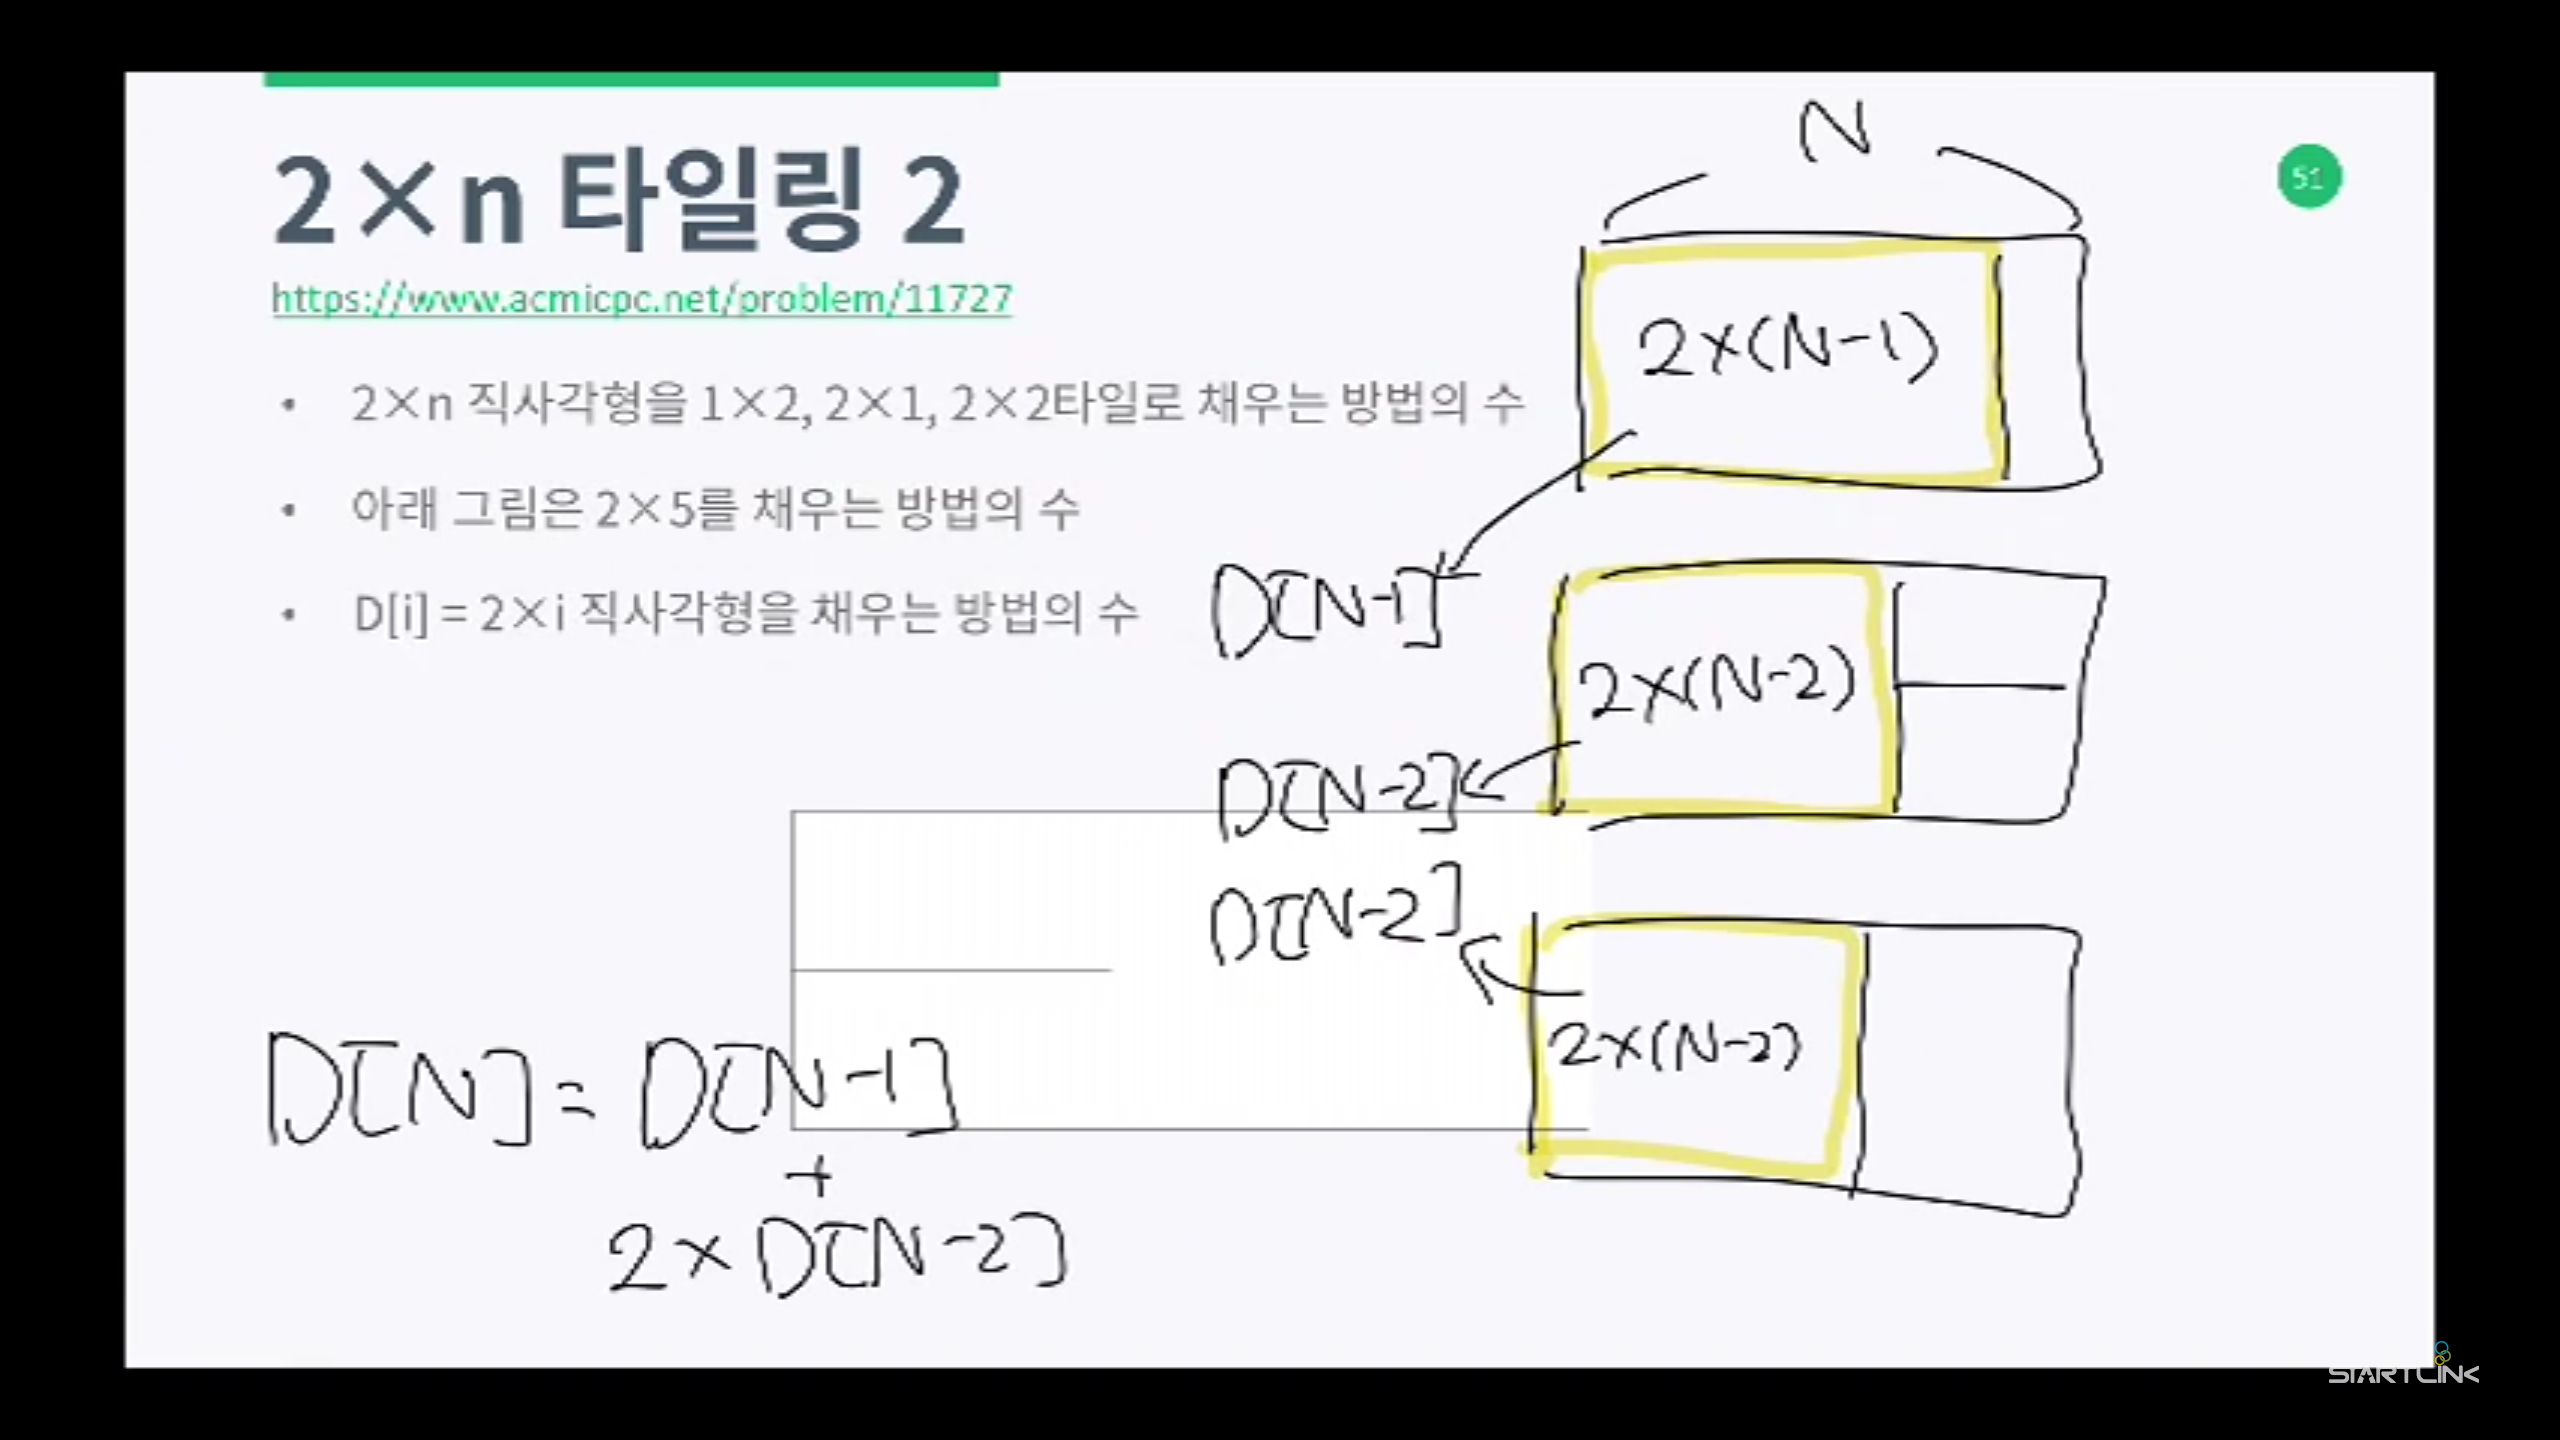 2×n 타일링 2
https://www.acmicpc.net/problem/11727
• 2×n 직사각형을 1×2, 2×1, 2×2타일로 채우는 방법의 수
• 아래 그림은 2×5를 채우는 방법의 수
• D[i] = 2×i 직사각형을 채우는 방법의 수
51
N
2×(N-1)
D[N-1]
2×(N-2)
D[N-2]
D[N-2]
2×(N-2)
D[N] = D[N-1]
+
2×D[N-2]
STARTLINK